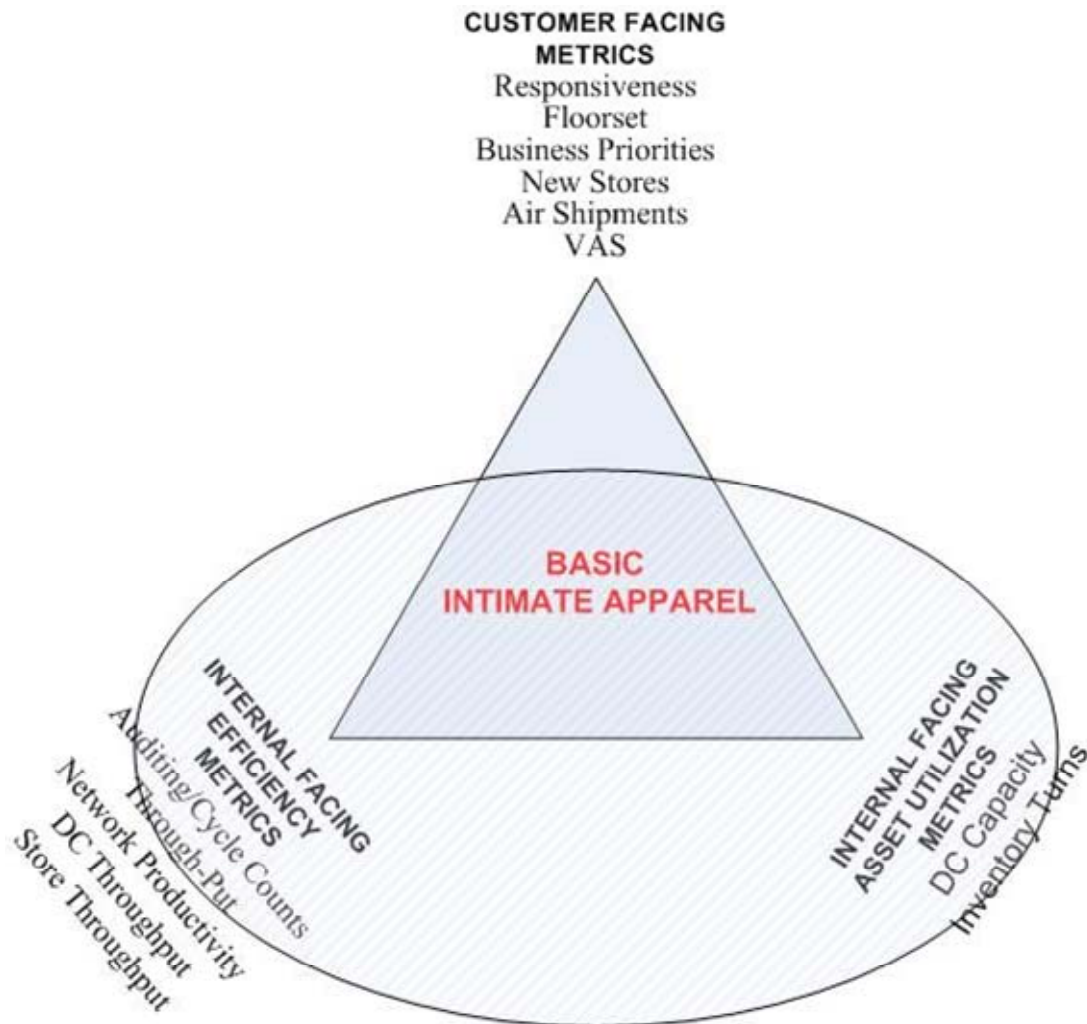 CUSTOMER FACING
METRICS
Responsiveness
Floorset
Business Priorities
New Stores
Air Shipments
VAS
BASIC
INTIMATE APPAREL
INTERNAL FACING
EFFICIENCY
METRICS
Auditing/Cycle Counts
Through-Put
Network Productivity
DC Throughput
Store Throughput
INTERNAL FACING
ASSET UTILIZATION
METRICS
DC Capacity
Inventory Turns